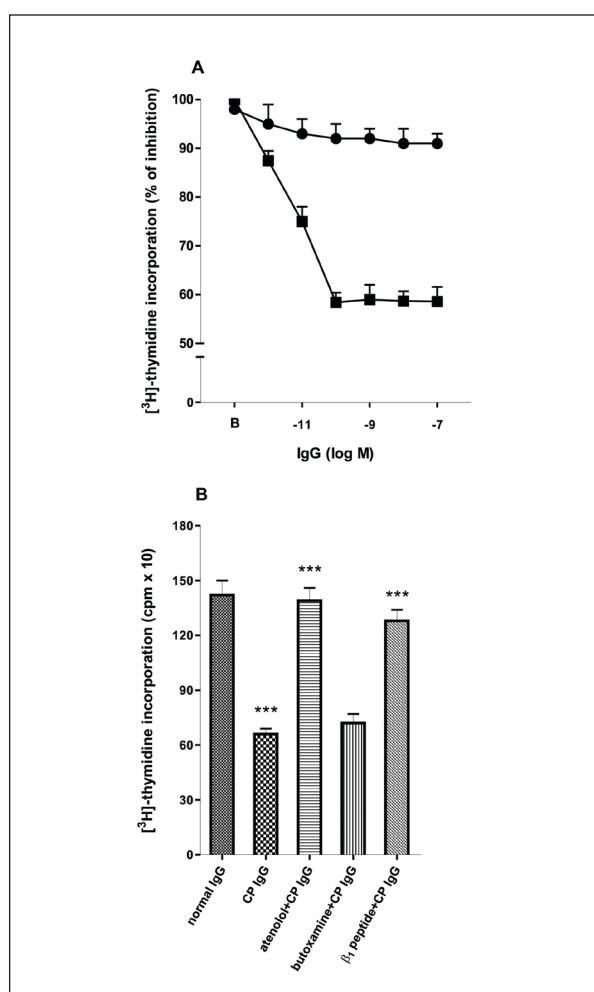 A
[³H]-thymidine incorporation (% of inhibition)
100
90
80
70
60
50
0
B
-11
-9
-7
IgG (log M)
B
[³H]-thymidine incorporation (cpm x 10)
180
150
120
90
60
30
0
***
***
***
normal IgG
CP IgG
atenolol+CP IgG
butoxamine+CP IgG
β₁ peptide+CP IgG